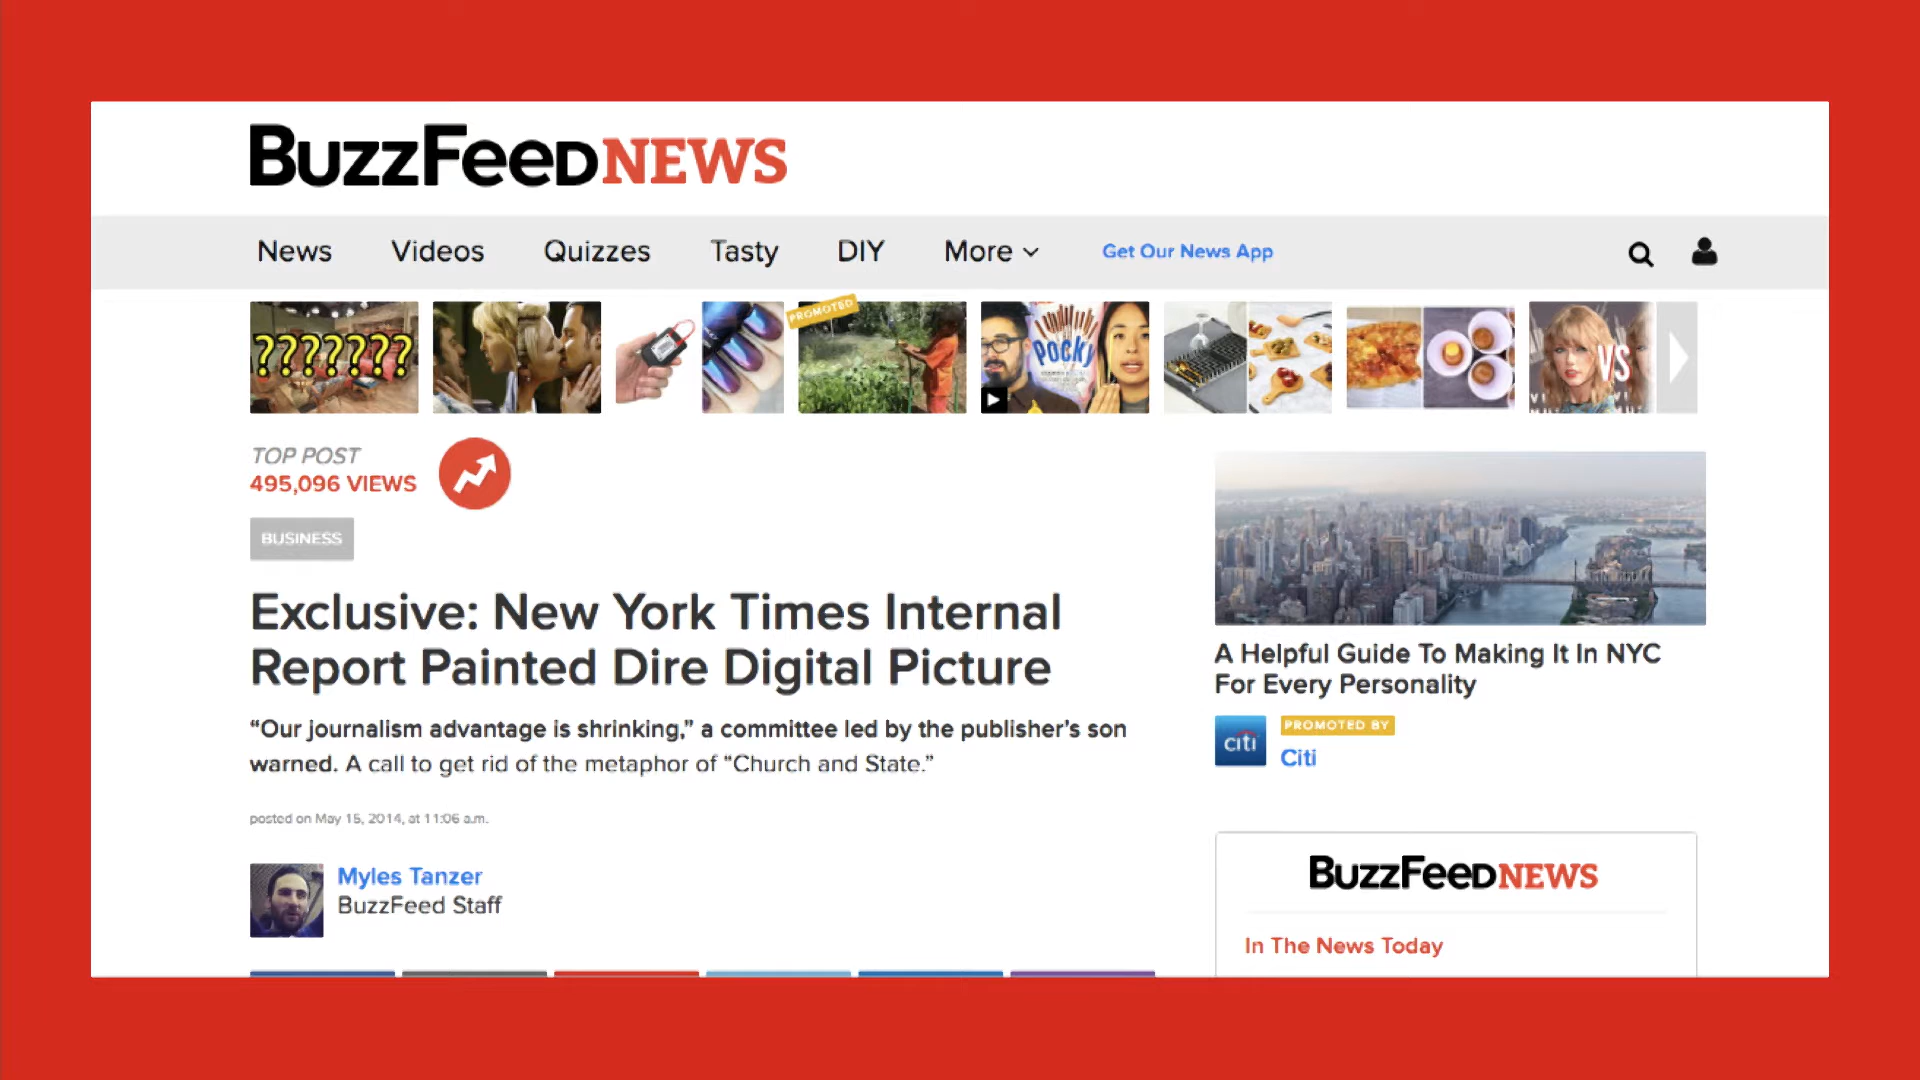 BuzzFeedNEWS
News Videos Quizzes Tasty DIY More Get Our News App
???????
PROMOTED
POCKY
VS
TOP POST
495,096 VIEWS
BUSINESS
Exclusive: New York Times Internal
Report Painted Dire Digital Picture
“Our journalism advantage is shrinking,” a committee led by the publisher’s son
warned. A call to get rid of the metaphor of “Church and State.”
posted on May 15, 2014, at 11:06 a.m.
Myles Tanzer
BuzzFeed Staff
A Helpful Guide To Making It In NYC
For Every Personality
citi
PROMOTED BY
Citi
BuzzFeedNEWS
In The News Today